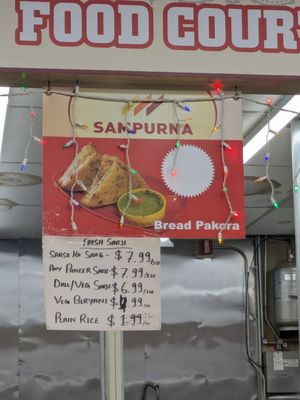 FOOD COUR
SAMPURNA
Bread Pakora
FRESH SABJI
SARSO KA SAAG - $7.99
ANY PANEER SABJI - $7.99
DAL/VEG SABJI $6.99
VEG BIRYANI $4.99
PLAIN RICE $1.99